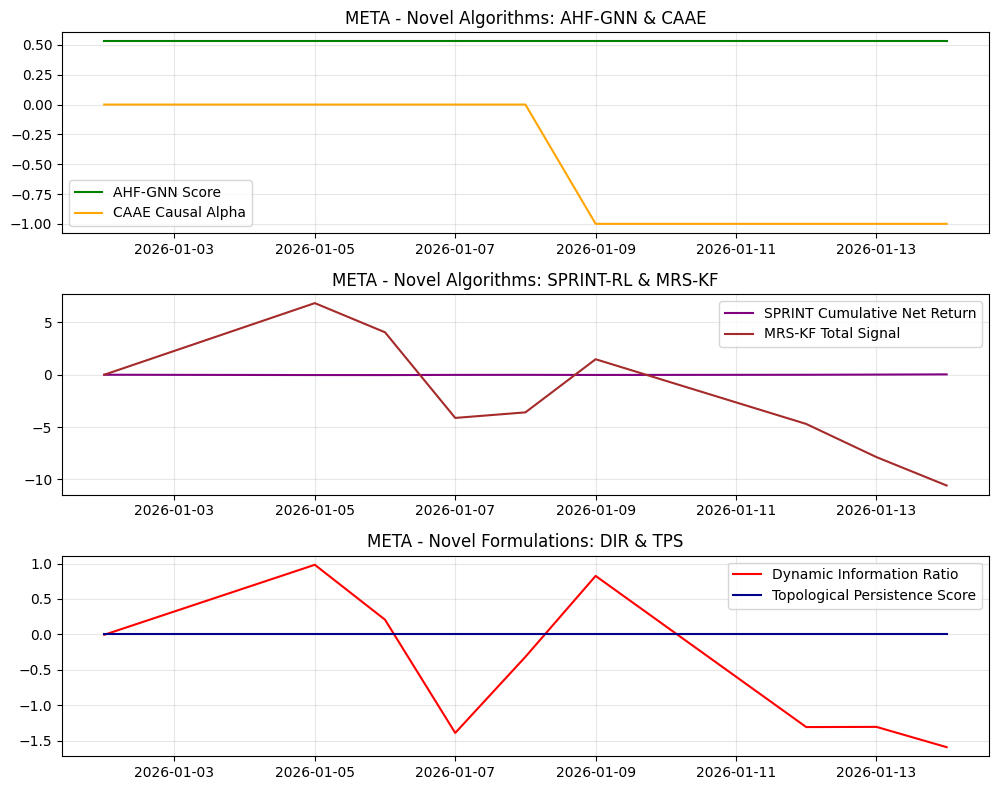 META - Novel Algorithms: AHF-GNN & CAAE
0.50
0.25
0.00
−0.25
−0.50
−0.75
−1.00
AHF-GNN Score
CAAE Causal Alpha
2026-01-03 2026-01-05 2026-01-07 2026-01-09 2026-01-11 2026-01-13
META - Novel Algorithms: SPRINT-RL & MRS-KF
5
0
−5
−10
SPRINT Cumulative Net Return
MRS-KF Total Signal
2026-01-03 2026-01-05 2026-01-07 2026-01-09 2026-01-11 2026-01-13
META - Novel Formulations: DIR & TPS
1.0
0.5
0.0
−0.5
−1.0
−1.5
Dynamic Information Ratio
Topological Persistence Score
2026-01-03 2026-01-05 2026-01-07 2026-01-09 2026-01-11 2026-01-13